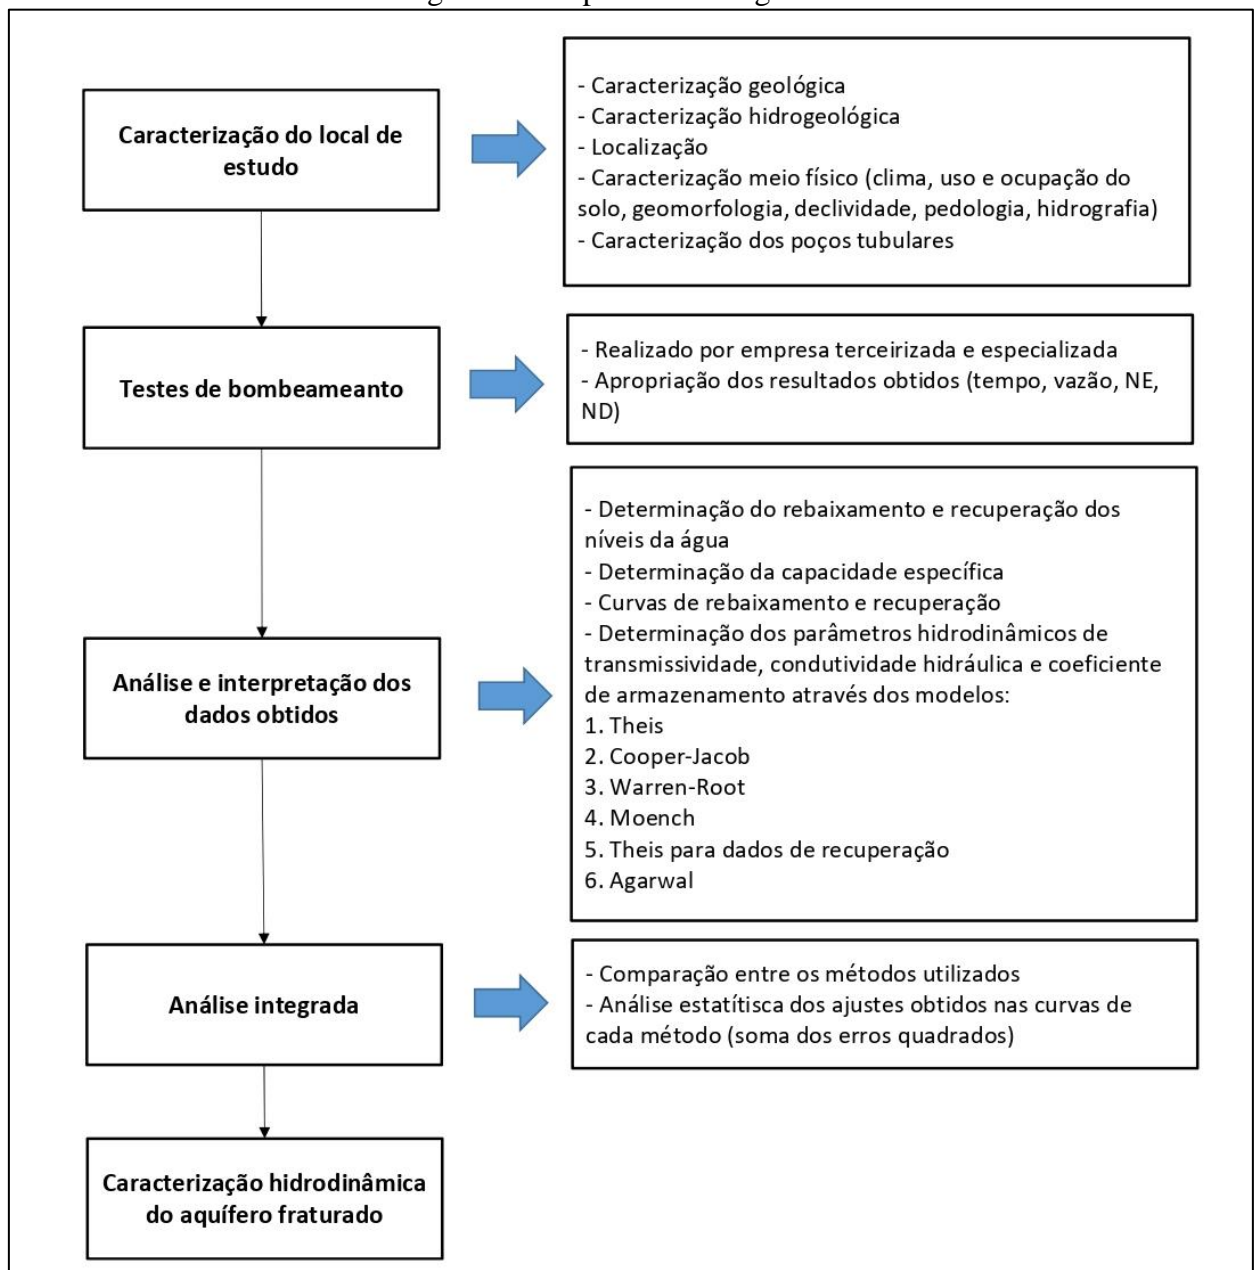 Caracterização do local de
estudo
- Caracterização geológica
- Caracterização hidrogeológica
- Localização
- Caracterização meio físico (clima, uso e ocupação do
solo, geomorfologia, declividade, pedologia, hidrografia)
- Caracterização dos poços tubulares
Testes de bombeameanto
- Realizado por empresa terceirizada e especializada
- Apropriação dos resultados obtidos (tempo, vazão, NE,
ND)
Análise e interpretação dos
dados obtidos
- Determinação do rebaixamento e recuperação dos
níveis da água
- Determinação da capacidade específica
- Curvas de rebaixamento e recuperação
- Determinação dos parâmetros hidrodinâmicos de
transmissividade, condutividade hidráulica e coeficiente
de armazenamento através dos modelos:
1. Theis
2. Cooper-Jacob
3. Warren-Root
4. Moench
5. Theis para dados de recuperação
6. Agarwal
Análise integrada
- Comparação entre os métodos utilizados
- Análise estatítisca dos ajustes obtidos nas curvas de
cada método (soma dos erros quadrados)
Caracterização hidrodinâmica
do aquífero fraturado